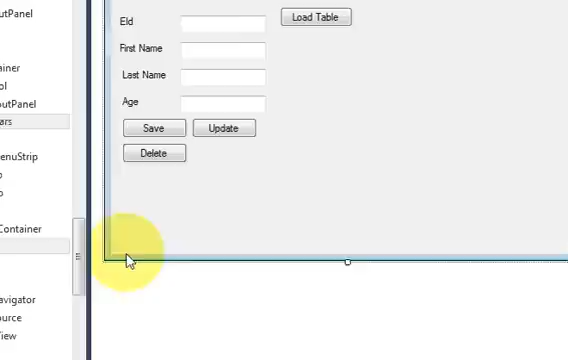 utPanel
ainer
ol
outPanel
ars
enuStrip
o
o
Container
avigator
ource
iew
EId
Load Table
First Name
Last Name
Age
Save
Update
Delete